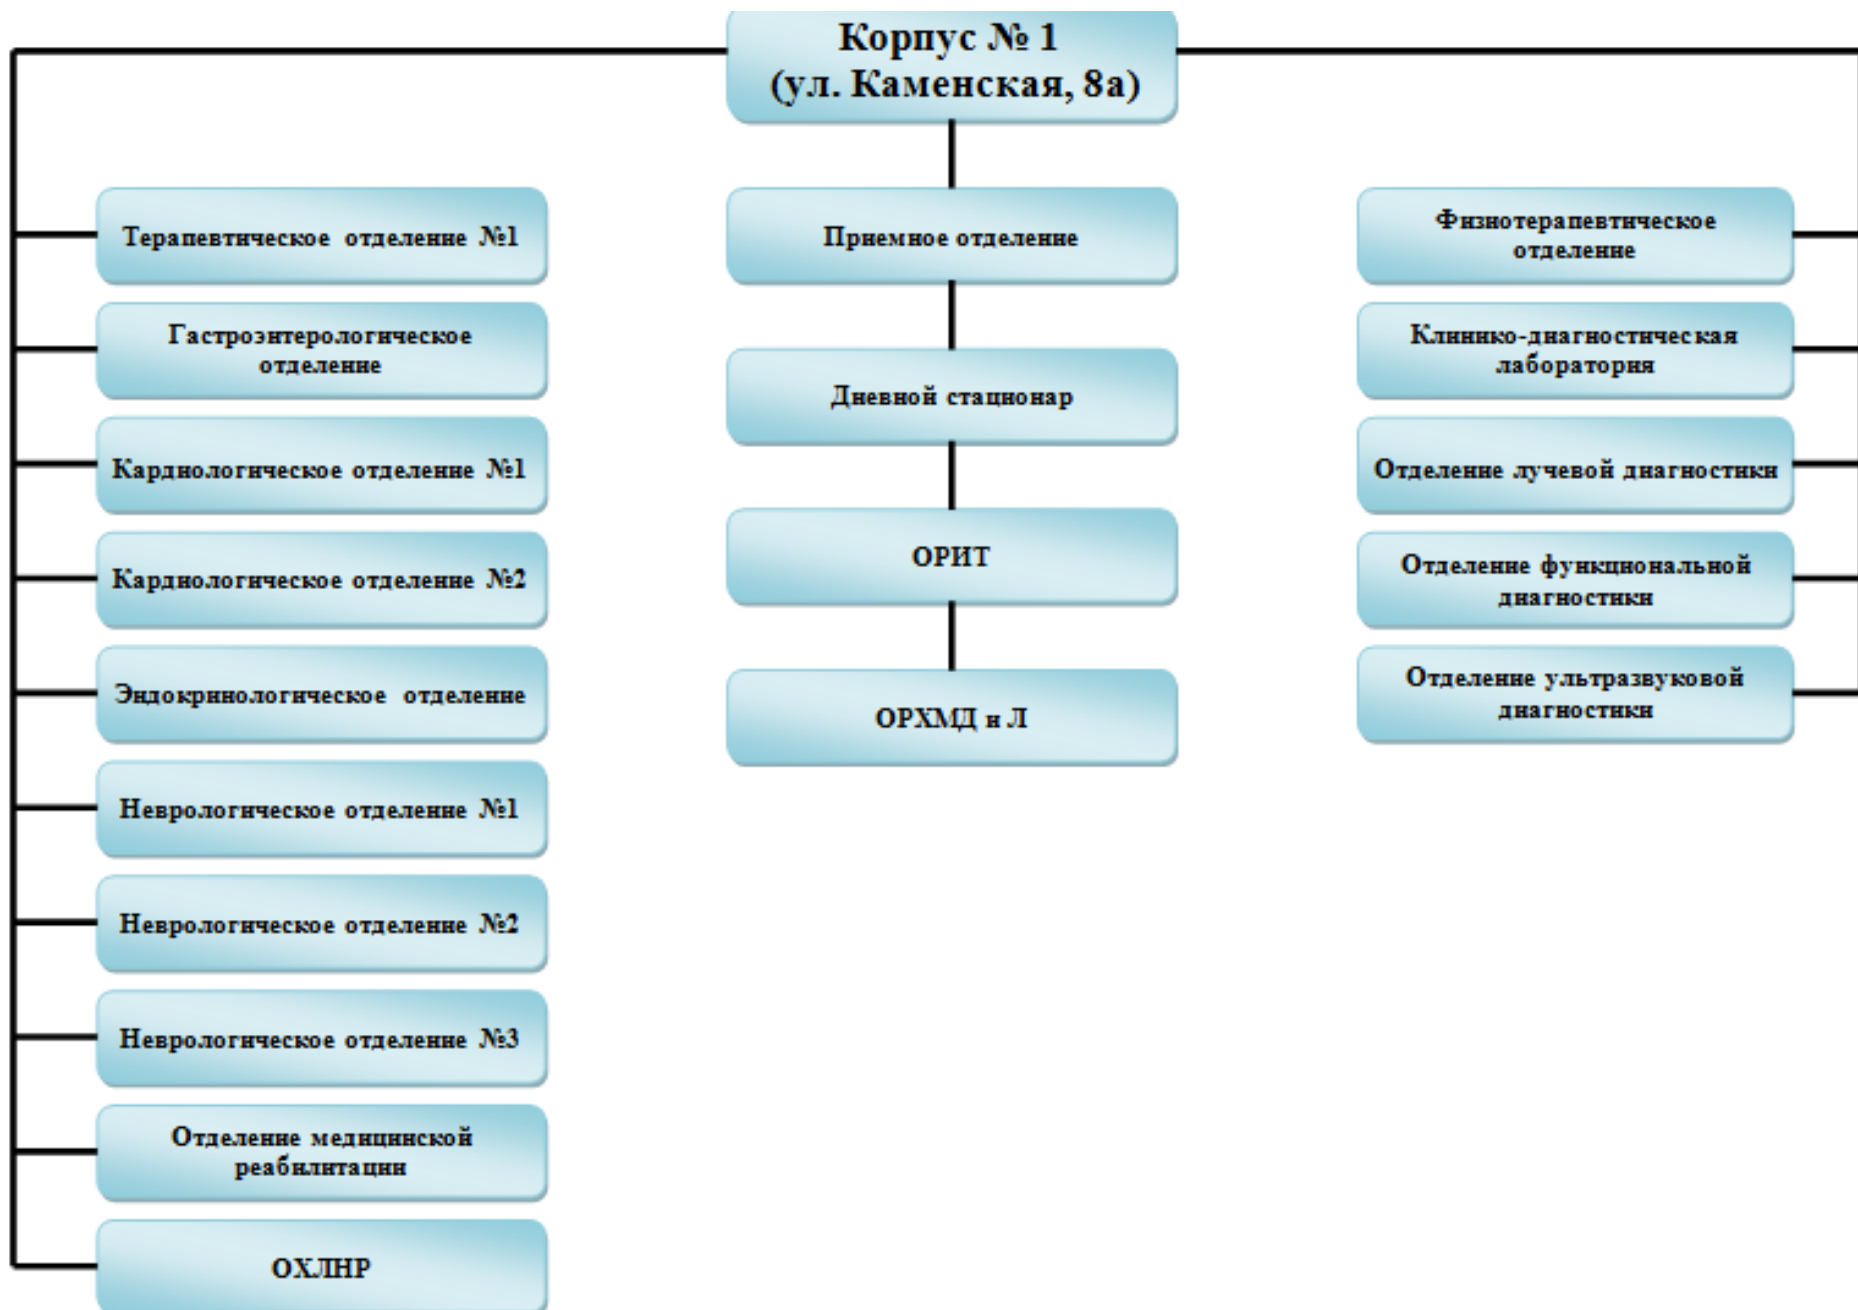 Корпус № 1
(ул. Каменская, 8а)
Терапевтическое отделение №1
Гастроэнтерологическое
отделение
Кардиологическое отделение №1
Кардиологическое отделение №2
Эндокринологическое отделение
Неврологическое отделение №1
Неврологическое отделение №2
Неврологическое отделение №3
Отделение медицинской
реабилитации
ОХЛНР
Приемное отделение
Дневной стационар
ОРИТ
ОРХМД и Л
Физиотерапевтическое
отделение
Клинико-диагностическая
лаборатория
Отделение лучевой диагностики
Отделение функциональной
диагностики
Отделение ультразвуковой
диагностики